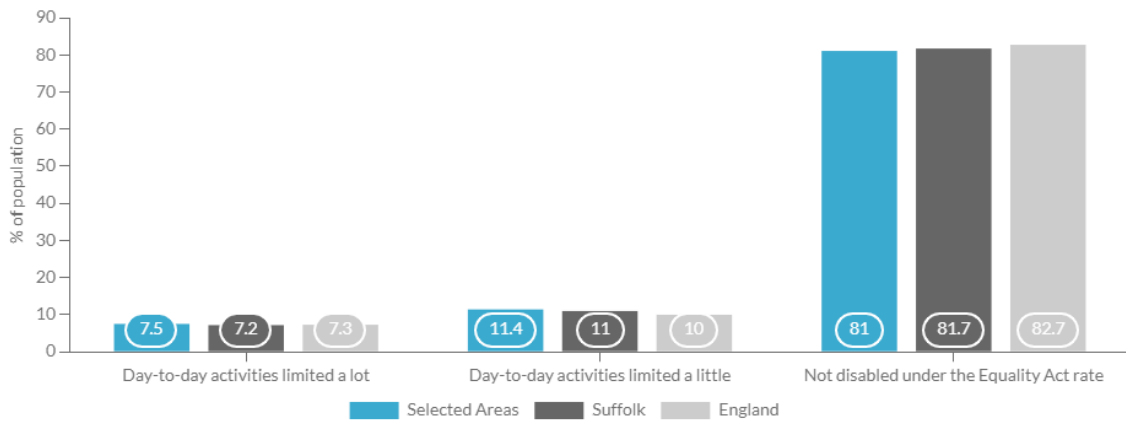 90
80
70
60
50
40
30
20
10
0
% of population
7.5 7.2 7.3 11.4 11 10 81 81.7 82.7
Day-to-day activities limited a lot Day-to-day activities limited a little Not disabled under the Equality Act rate
Selected Areas Suffolk England